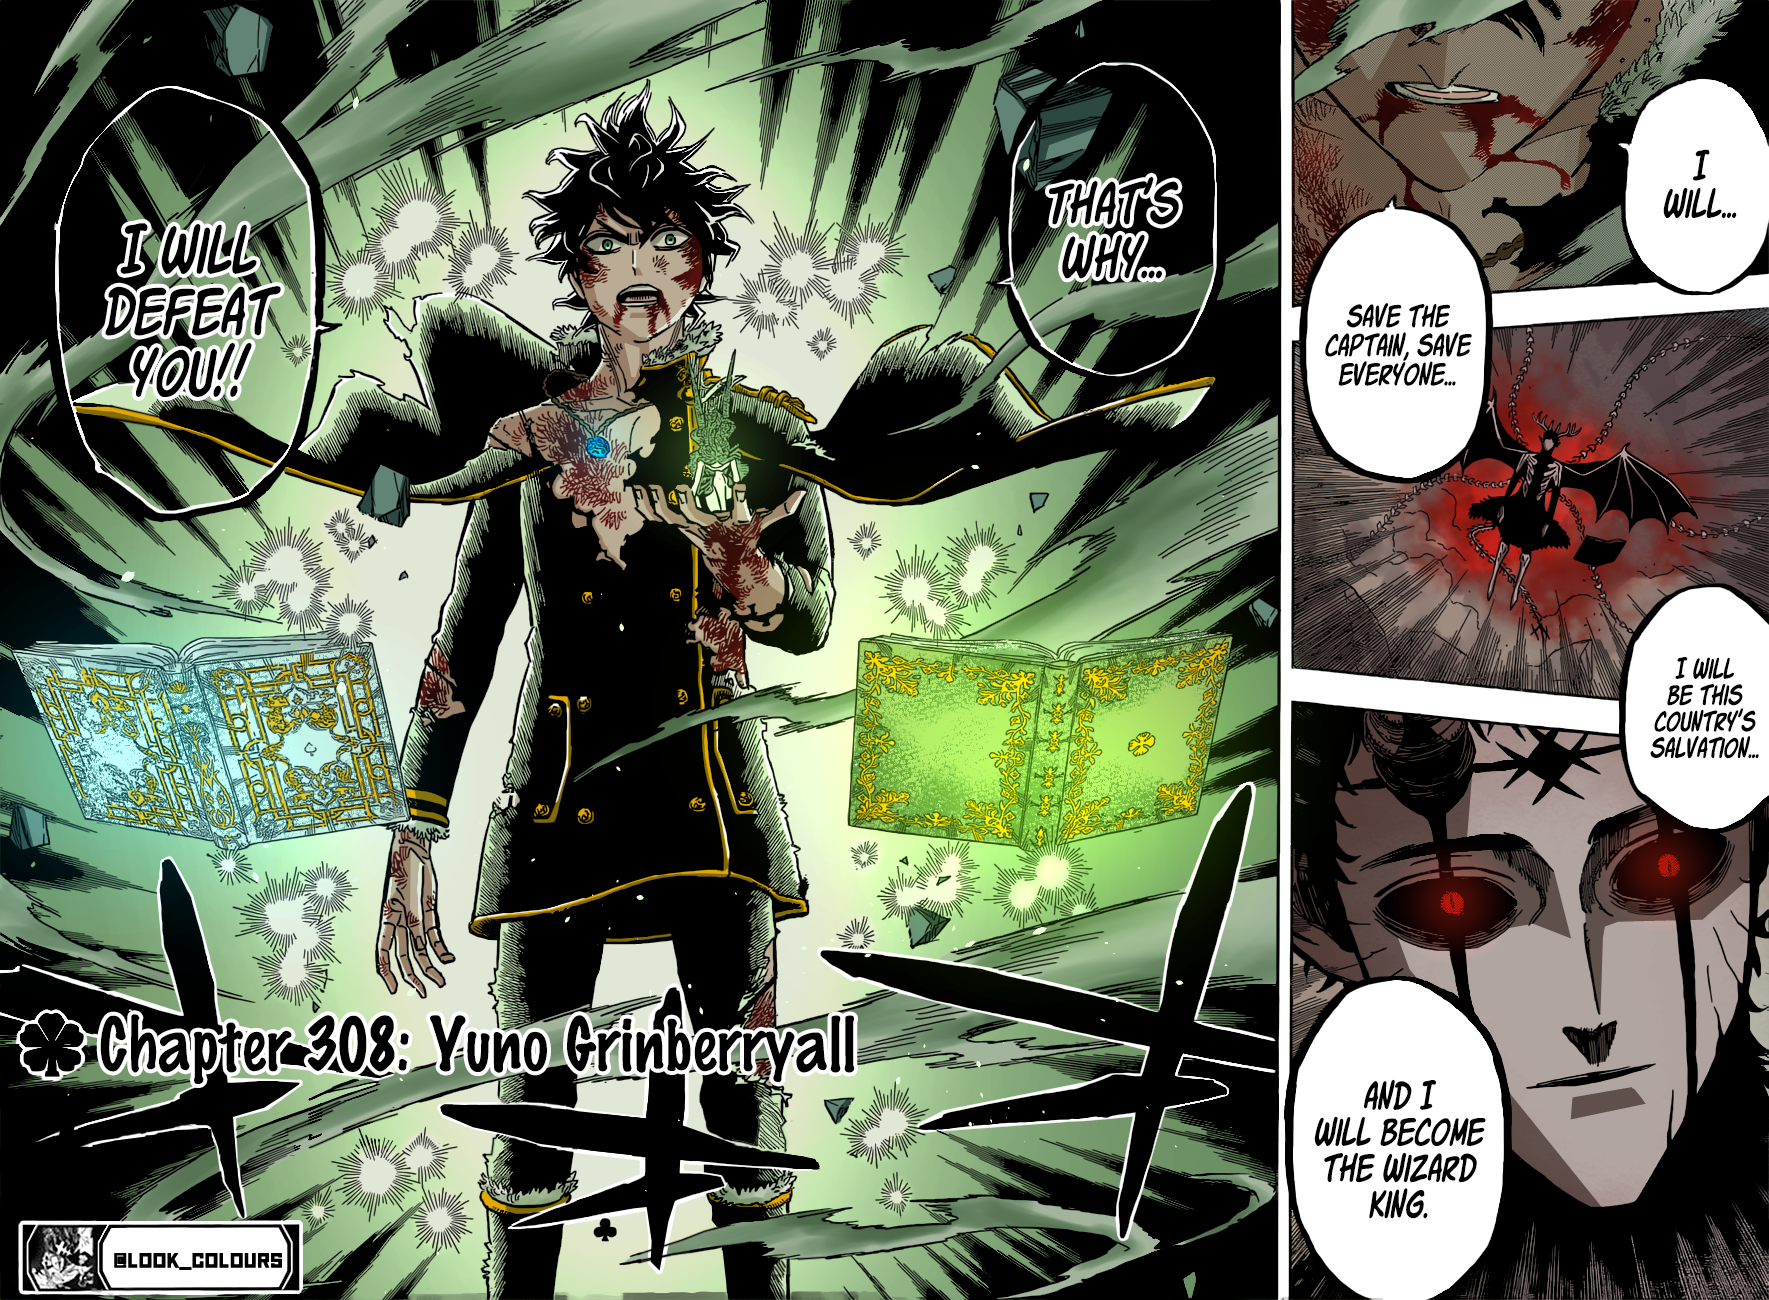 I
WILL...
SAVE THE
CAPTAIN, SAVE
EVERYONE...
I WILL
BE THIS
COUNTRY'S
SALVATION...
AND I
WILL BECOME
THE WIZARD
KING.
THAT'S
WHY...
I WILL
DEFEAT
YOU!!
Chapter 308: Yuno Grinberryall
@LOOK_COLOURS